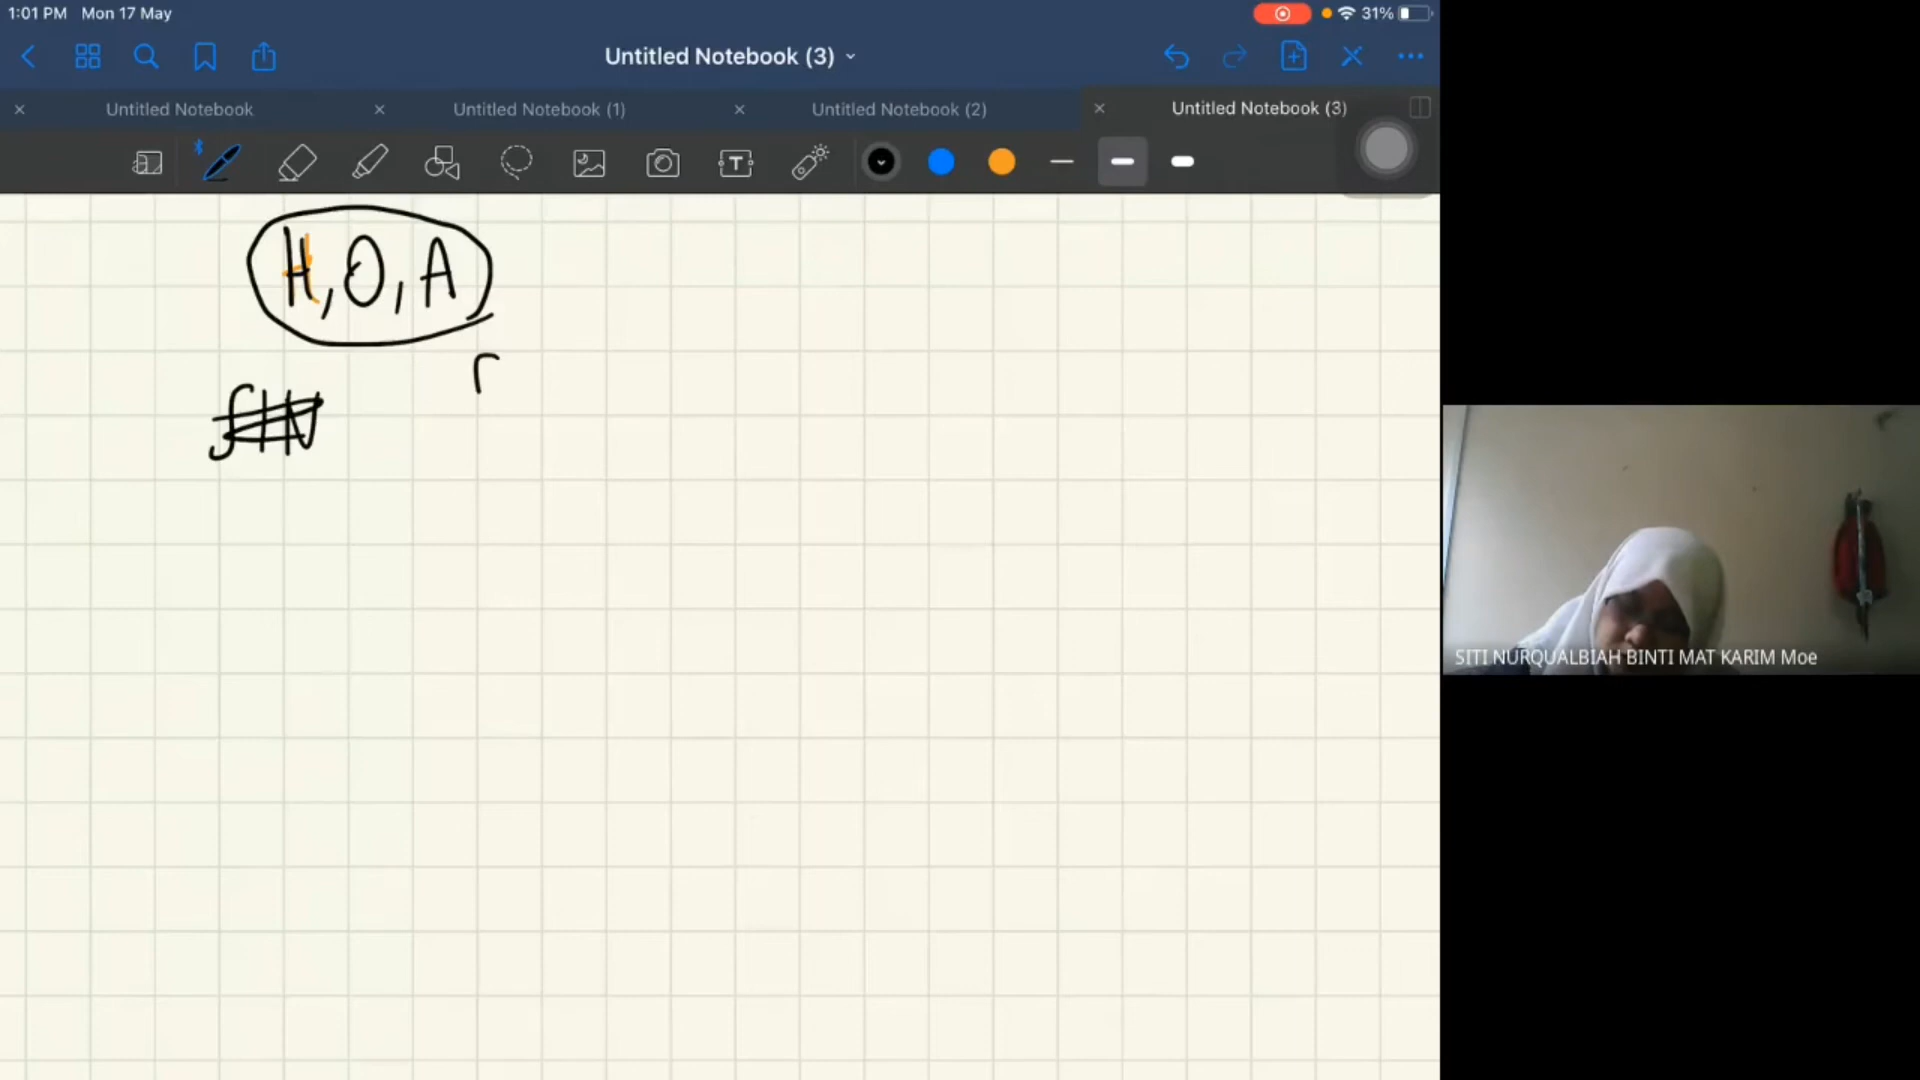 1:01 PM Mon 17 May 31%
Untitled Notebook (3)
Untitled Notebook Untitled Notebook (1) Untitled Notebook (2) Untitled Notebook (3)
H, O, A
r
SITI NURQUALBIAH BINTI MAT KARIM Moe